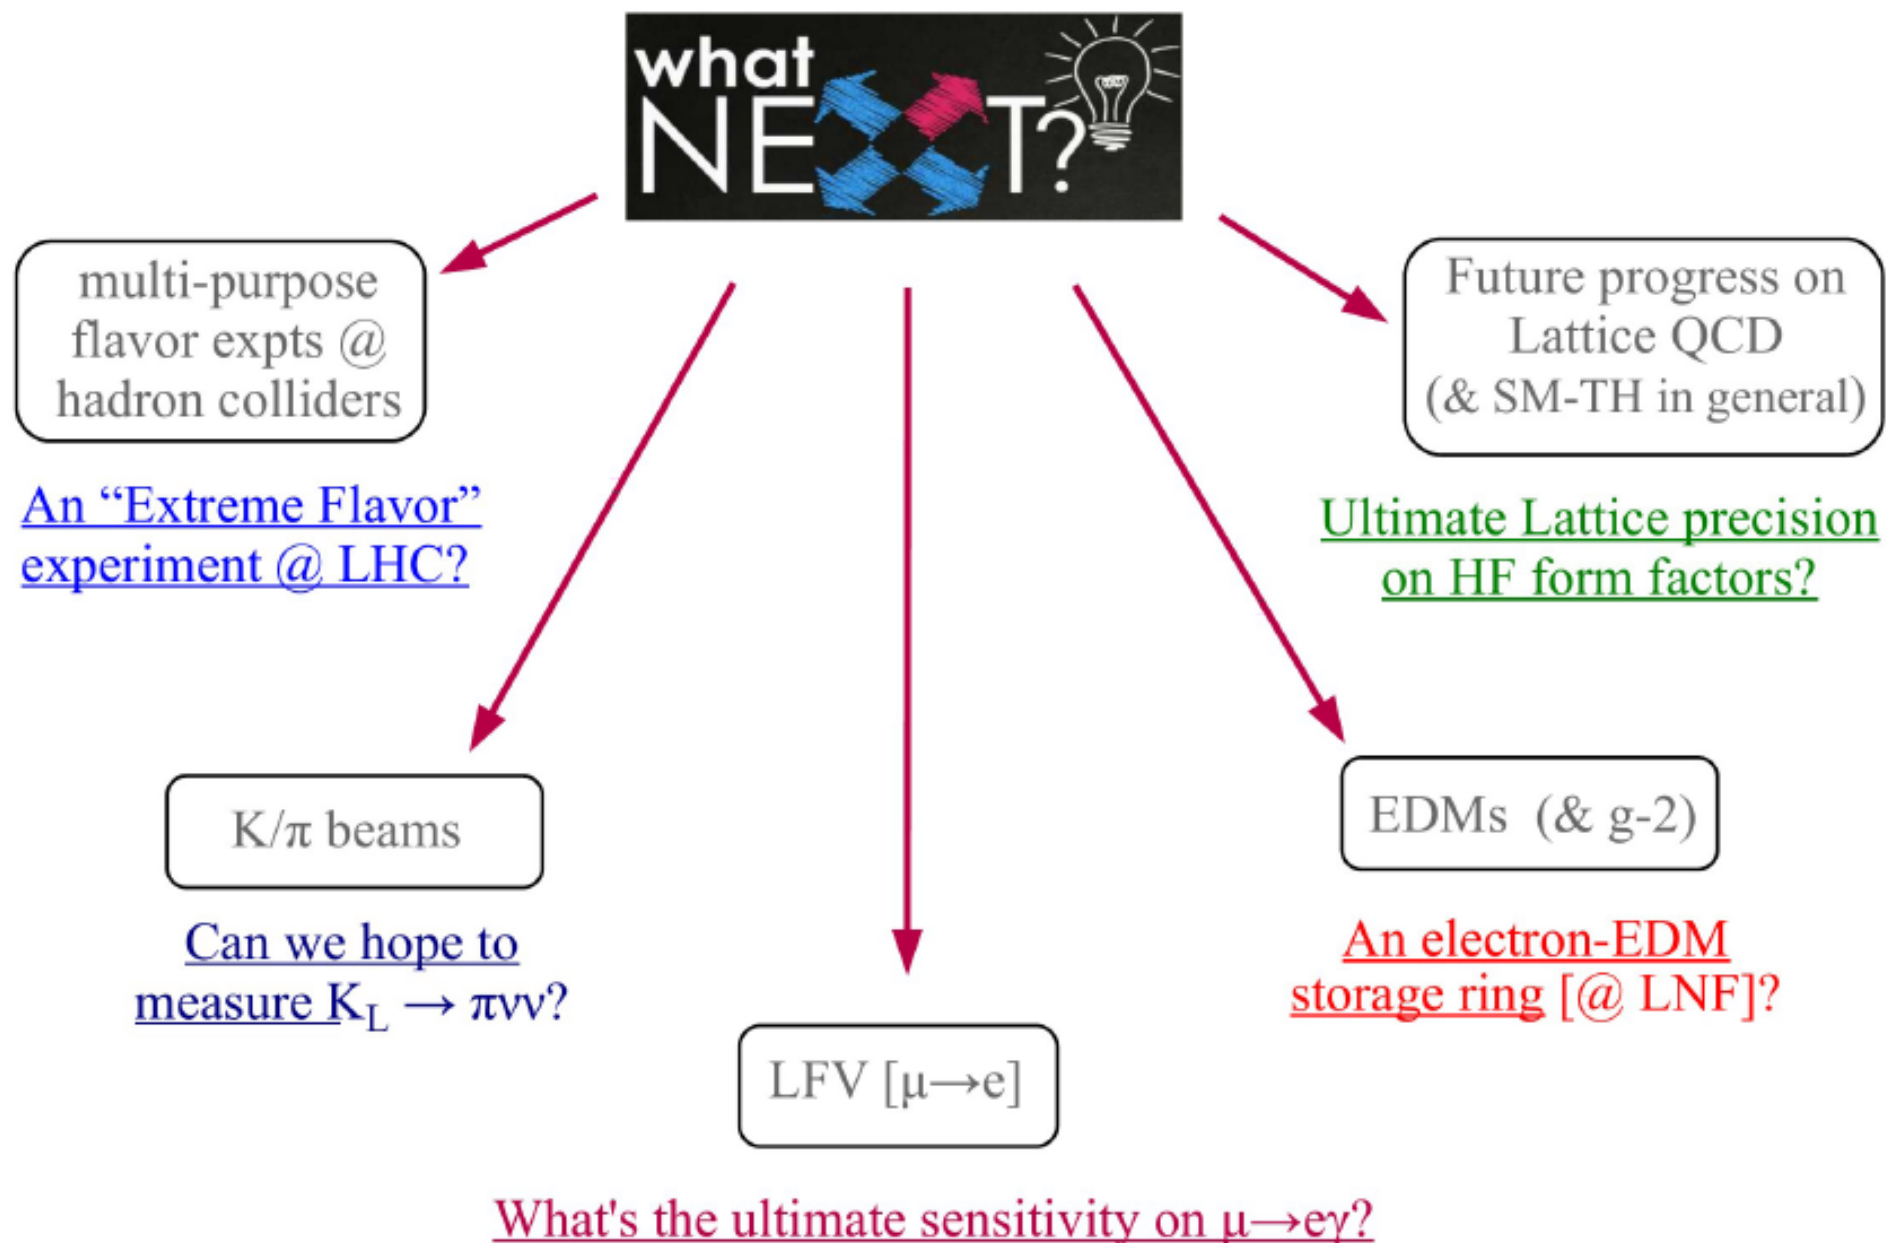 what
NEXT?
multi-purpose
flavor expts @
hadron colliders
Future progress on
Lattice QCD
(& SM-TH in general)
An “Extreme Flavor”
experiment @ LHC?
Ultimate Lattice precision
on HF form factors?
K/π beams
Can we hope to
measure K_L → πνν?
EDMs (& g-2)
An electron-EDM
storage ring [@ LNF]?
LFV [μ→e]
What's the ultimate sensitivity on μ→eγ?